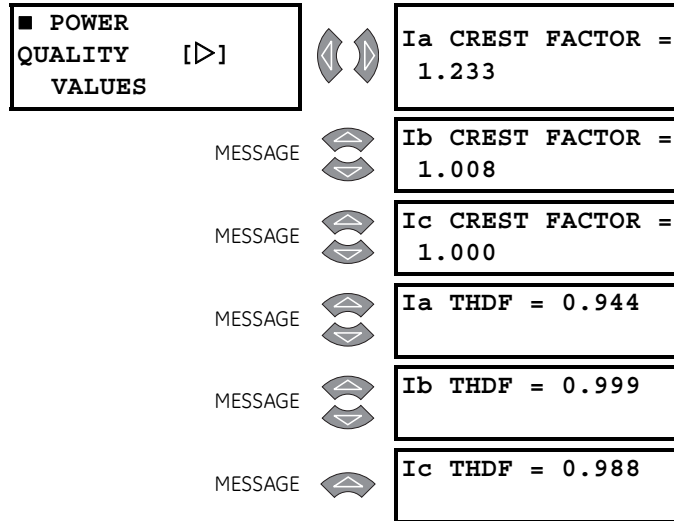 ■ POWER
QUALITY [▷]
VALUES
Ia CREST FACTOR =
1.233
MESSAGE
Ib CREST FACTOR =
1.008
MESSAGE
Ic CREST FACTOR =
1.000
MESSAGE
Ia THDF = 0.944
MESSAGE
Ib THDF = 0.999
MESSAGE
Ic THDF = 0.988